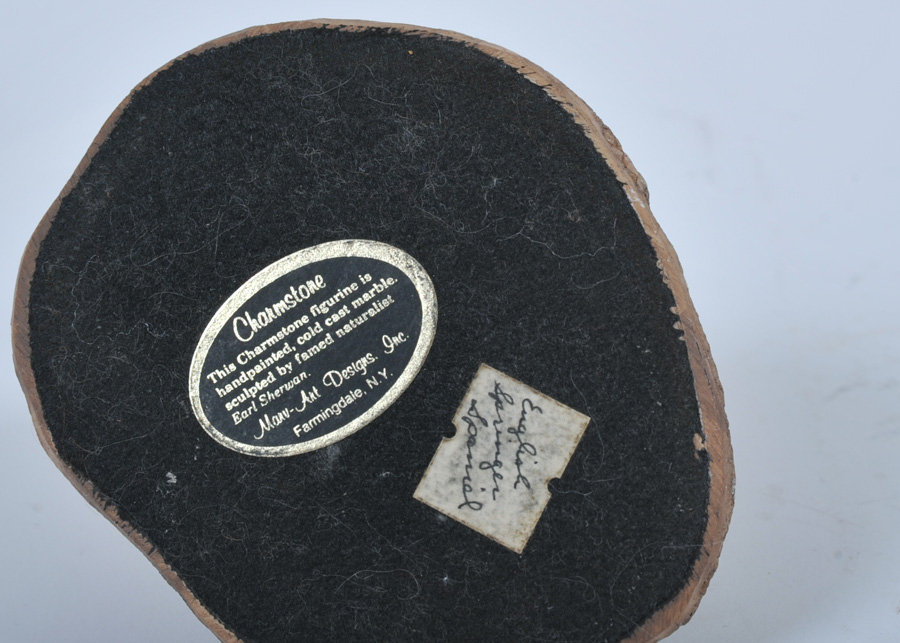 Charmstone
This Charmstone figurine is
handpainted, cold cast marble,
sculpted by famed naturalist
Earl Sherwan.
Marv-Art Designs, Inc.
Farmingdale, N.Y.
English
Springer
Spaniel